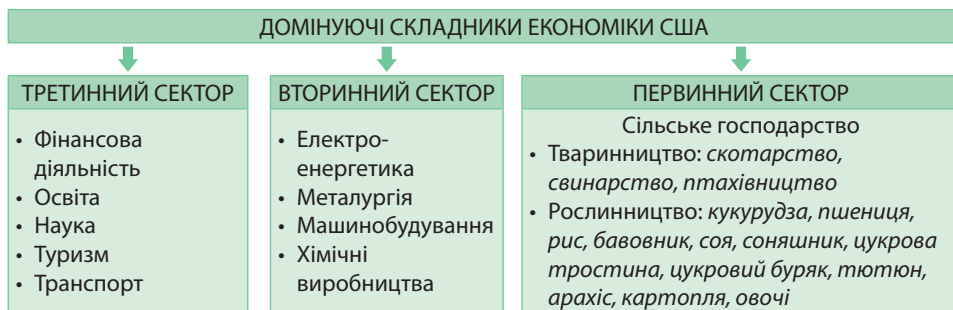 ДОМІНУЮЧІ СКЛАДНИКИ ЕКОНОМІКИ США
ТРЕТИННИЙ СЕКТОР
• Фінансова
діяльність
• Освіта
• Наука
• Туризм
• Транспорт
ВТОРИННИЙ СЕКТОР
• Електро-
енергетика
• Металургія
• Машинобудування
• Хімічні
виробництва
ПЕРВИННИЙ СЕКТОР
Сільське господарство
• Тваринництво: скотарство,
свинарство, птахівництво
• Рослинництво: кукурудза, пшениця,
рис, бавовник, соя, соняшник, цукрова
тростина, цукровий буряк, тютюн,
арахіс, картопля, овочі